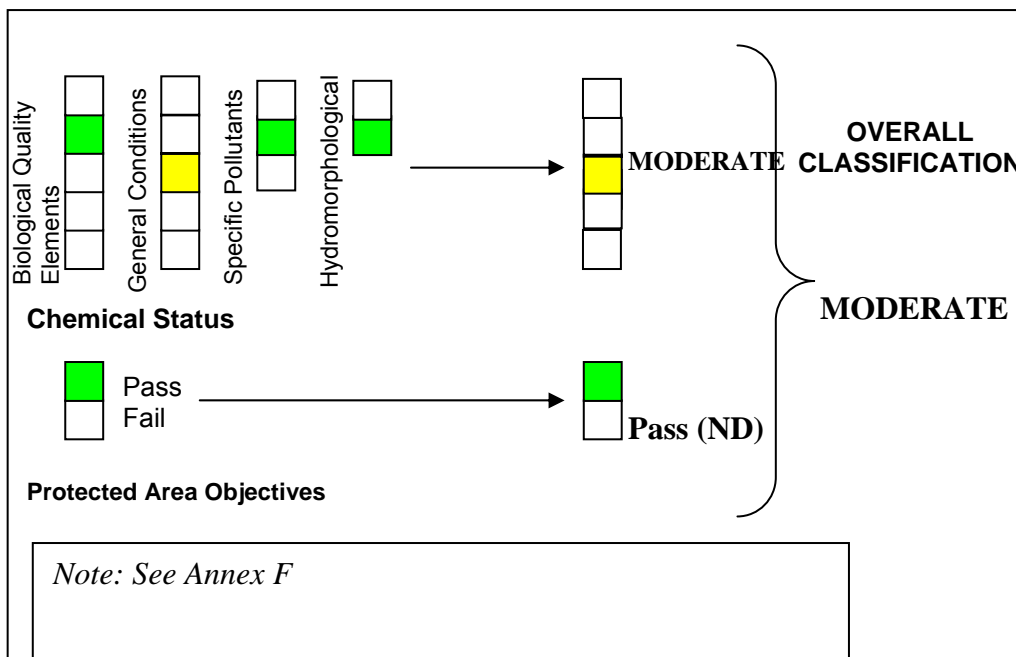 Biological Quality
Elements
General Conditions
Specific Pollutants
Hydromorphological
MODERATE
OVERALL
CLASSIFICATION
MODERATE
Chemical Status
Pass
Fail
Pass (ND)
Protected Area Objectives
Note: See Annex F